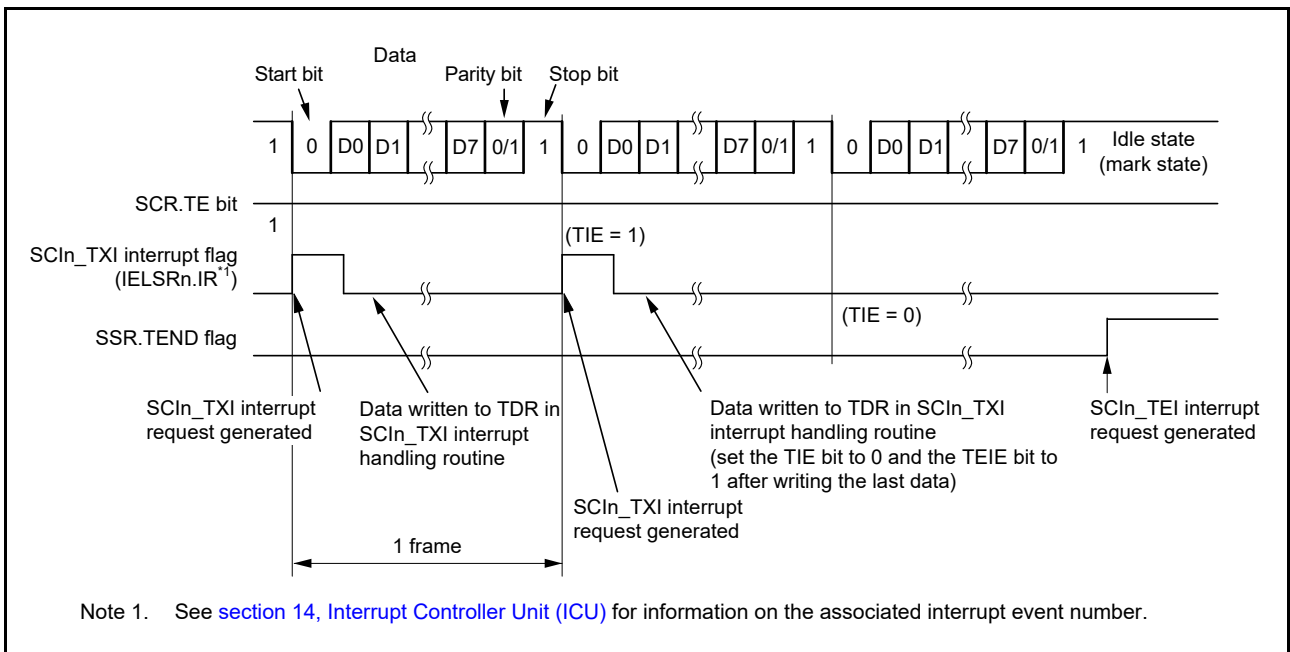 Data
Start bit Parity bit Stop bit
1 0 D0 D1 D7 0/1 1 0 D0 D1 D7 0/1 1 0 D0 D1 D7 0/1 1 Idle state
(mark state)
SCR.TE bit
1
(TIE = 1)
SCIn_TXI interrupt flag
(IELSRn.IR*1)
(TIE = 0)
SSR.TEND flag
SCIn_TXI interrupt
request generated
Data written to TDR in
SCIn_TXI interrupt
handling routine
Data written to TDR in SCIn_TXI
interrupt handling routine
(set the TIE bit to 0 and the TEIE bit to
1 after writing the last data)
SCIn_TEI interrupt
request generated
SCIn_TXI interrupt
request generated
1 frame
Note 1. See section 14, Interrupt Controller Unit (ICU) for information on the associated interrupt event number.